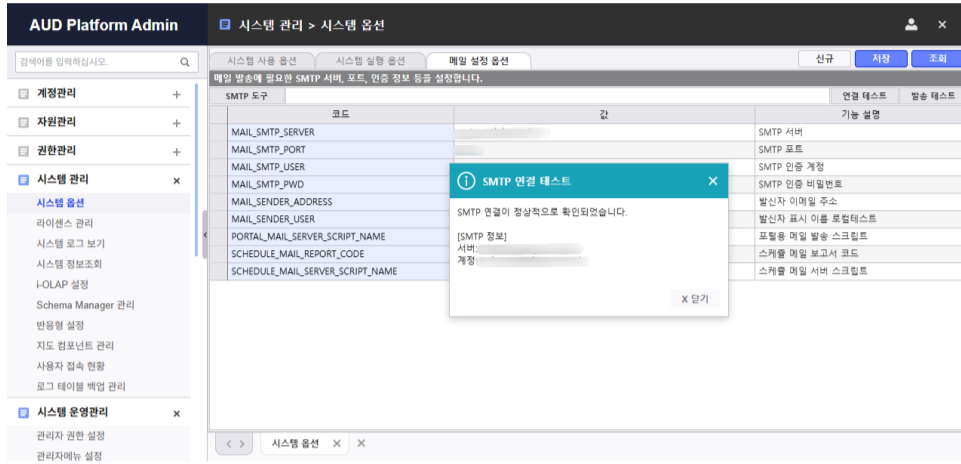 AUD Platform Admin
시스템 관리 > 시스템 옵션
검색어를 입력하십시오.
계정관리
자원관리
권한관리
시스템 관리
시스템 옵션
라이센스 관리
시스템 로그 보기
시스템 정보조회
i-OLAP 설정
Schema Manager 관리
반응형 설정
지도 컴포넌트 관리
사용자 접속 현황
로그 테이블 백업 관리
시스템 운영관리
관리자 권한 설정
관리자메뉴 설정
시스템 사용 옵션 시스템 실행 옵션 메일 설정 옵션
신규 저장 조회
메일 발송에 필요한 SMTP 서버, 포트, 인증 정보 등을 설정합니다.
SMTP 도구 연결 테스트 발송 테스트
코드 값 기능 설명
MAIL_SMTP_SERVER SMTP 서버
MAIL_SMTP_PORT SMTP 포트
MAIL_SMTP_USER SMTP 인증 계정
MAIL_SMTP_PWD SMTP 인증 비밀번호
MAIL_SENDER_ADDRESS 발신자 이메일 주소
MAIL_SENDER_USER 발신자 표시 이름 로컬테스트
PORTAL_MAIL_SERVER_SCRIPT_NAME 포털용 메일 발송 스크립트
SCHEDULE_MAIL_REPORT_CODE 스케쥴 메일 보고서 코드
SCHEDULE_MAIL_SERVER_SCRIPT_NAME 스케쥴 메일 서버 스크립트
SMTP 연결 테스트
SMTP 연결이 정상적으로 확인되었습니다.
[SMTP 정보]
서버:
계정:
X 닫기
시스템 옵션